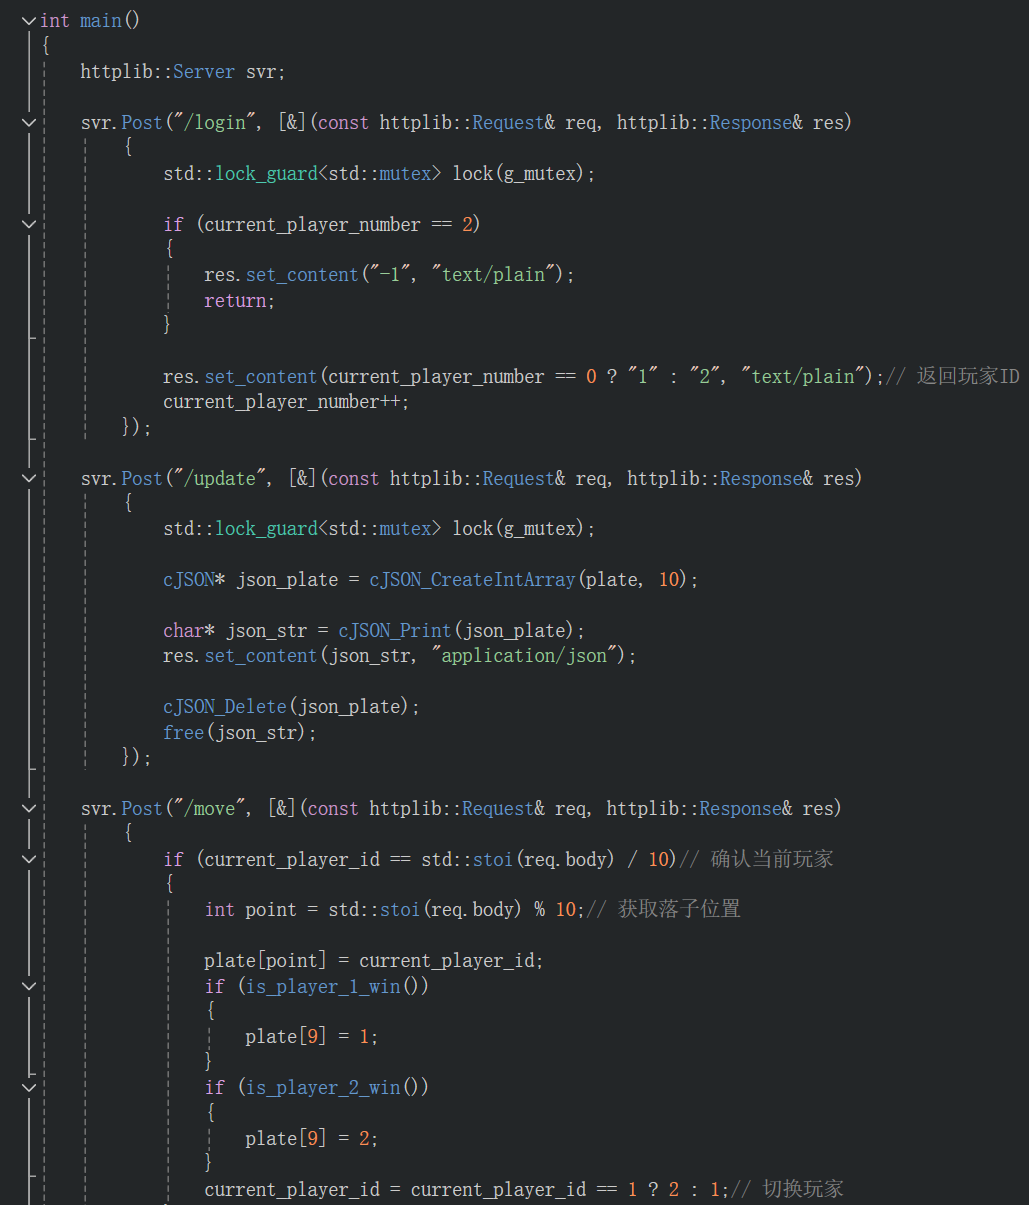 int main()
{
httplib::Server svr;
svr.Post("/login", [&](const httplib::Request& req, httplib::Response& res)
{
std::lock_guard<std::mutex> lock(g_mutex);
if (current_player_number == 2)
{
res.set_content("-1", "text/plain");
return;
}
res.set_content(current_player_number == 0 ? "1" : "2", "text/plain");// 返回玩家ID
current_player_number++;
});
svr.Post("/update", [&](const httplib::Request& req, httplib::Response& res)
{
std::lock_guard<std::mutex> lock(g_mutex);
cJSON* json_plate = cJSON_CreateIntArray(plate, 10);
char* json_str = cJSON_Print(json_plate);
res.set_content(json_str, "application/json");
cJSON_Delete(json_plate);
free(json_str);
});
svr.Post("/move", [&](const httplib::Request& req, httplib::Response& res)
{
if (current_player_id == std::stoi(req.body) / 10)// 确认当前玩家
{
int point = std::stoi(req.body) % 10;// 获取落子位置
plate[point] = current_player_id;
if (is_player_1_win())
{
plate[9] = 1;
}
if (is_player_2_win())
{
plate[9] = 2;
}
current_player_id = current_player_id == 1 ? 2 : 1;// 切换玩家